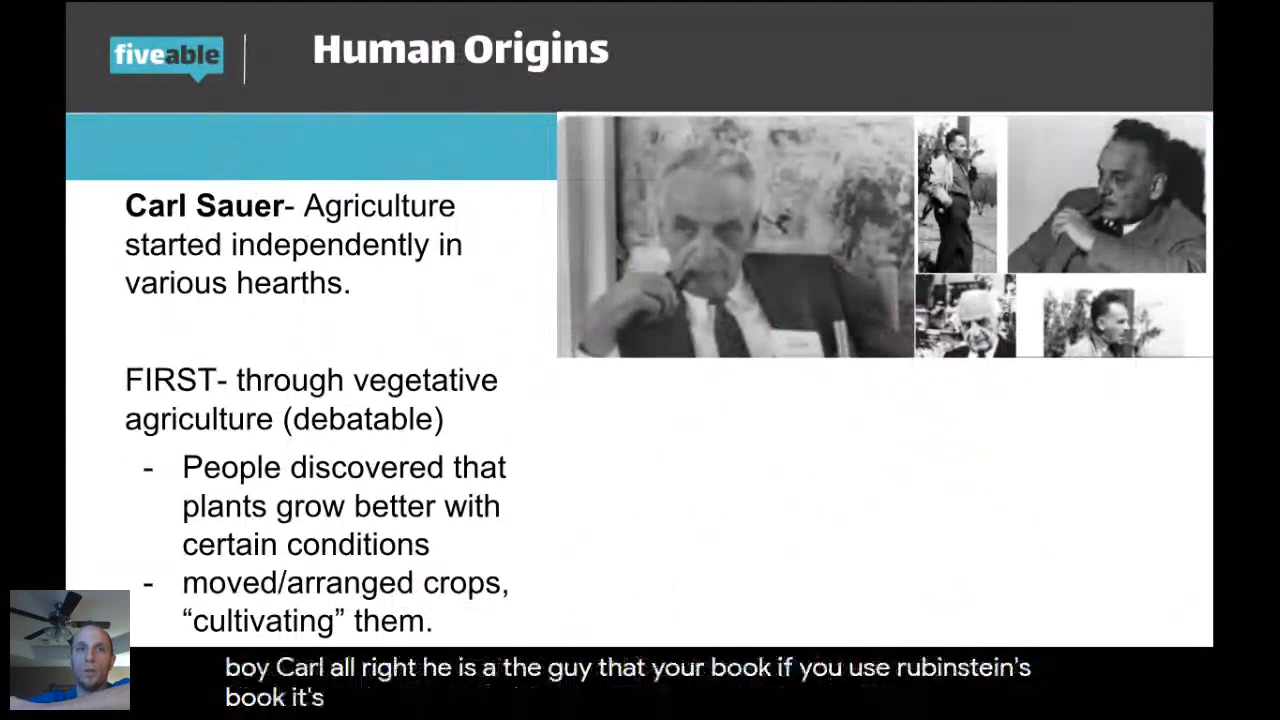 fiveable
Human Origins
Carl Sauer- Agriculture
started independently in
various hearths.
FIRST- through vegetative
agriculture (debatable)
- People discovered that
plants grow better with
certain conditions
- moved/arranged crops,
“cultivating” them.
boy Carl all right he is a the guy that your book if you use rubinstein's
book it's